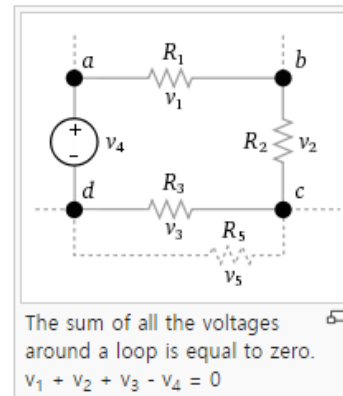 a
R₁
b
v₁
+
-
v₄
R₂
v₂
d
R₃
c
v₃
R₅
v₅
The sum of all the voltages
around a loop is equal to zero.
v₁ + v₂ + v₃ - v₄ = 0